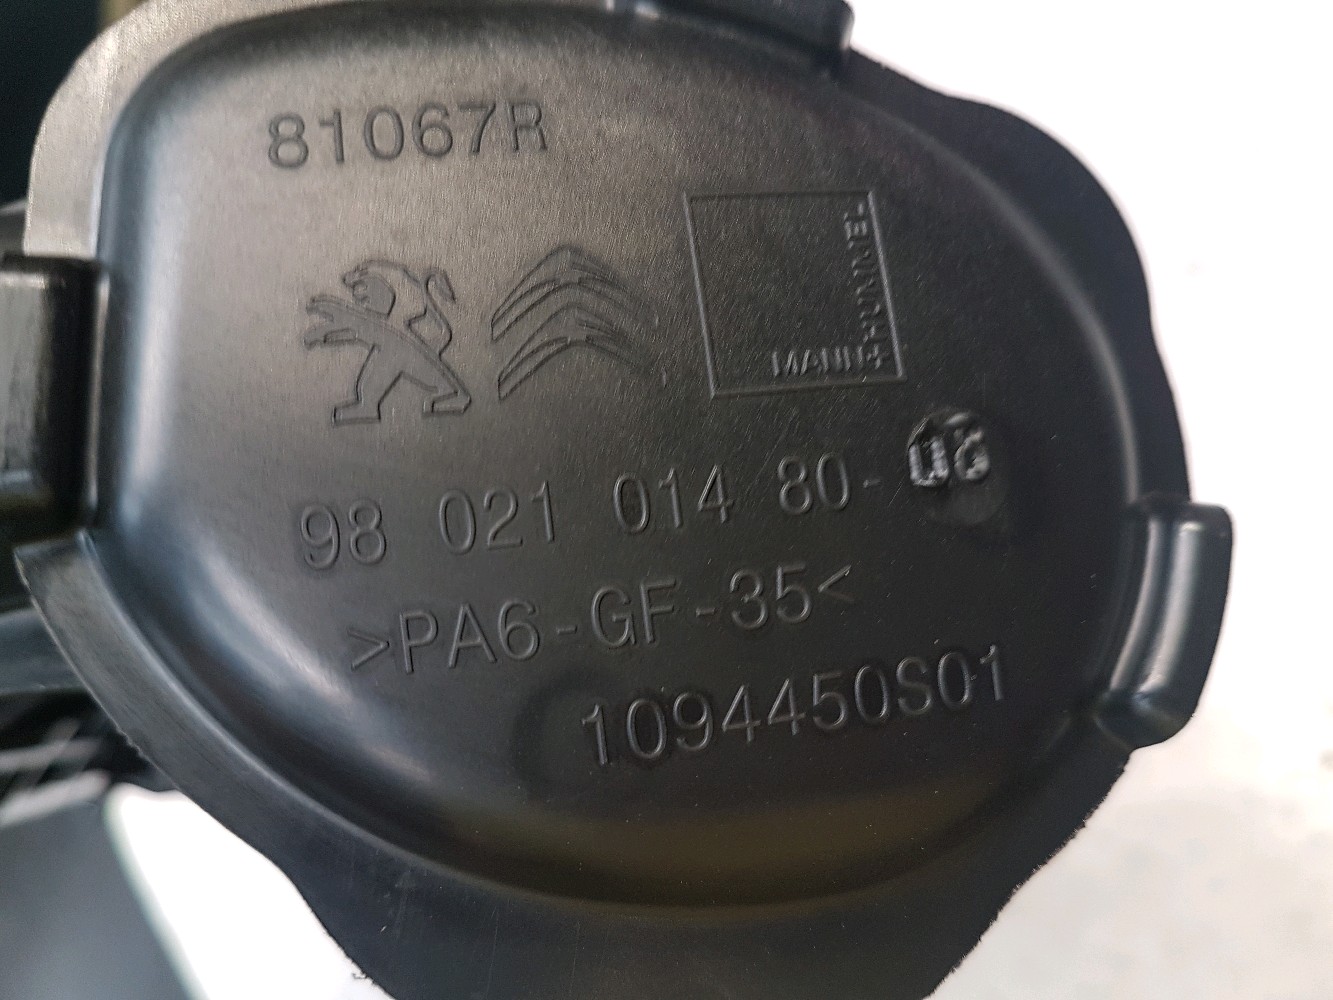 81067R
MANN+HUMMEL
98 021 014 80-
>PA6-GF-35<
1094450S01